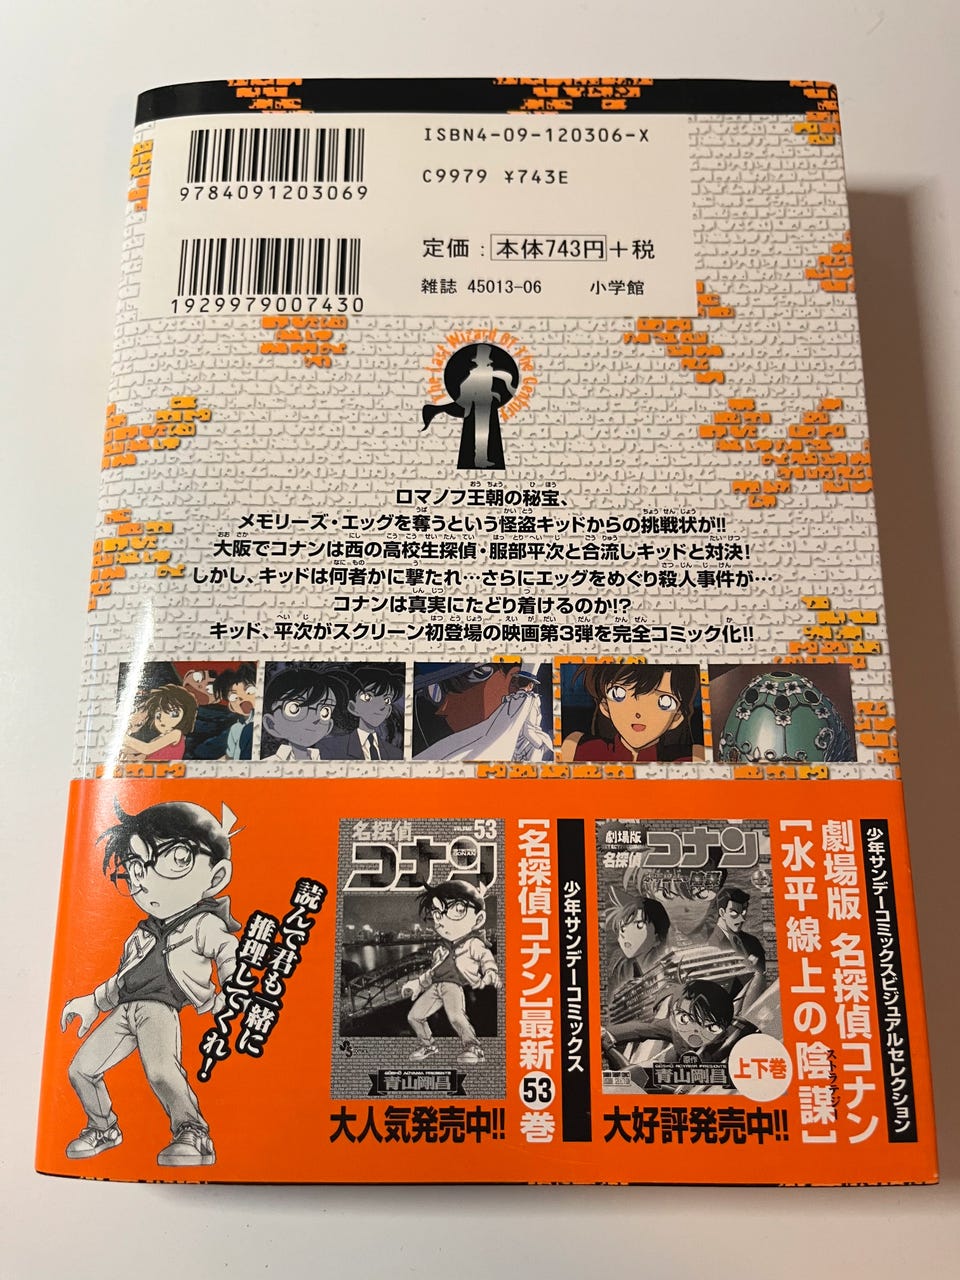 ISBN4-09-120306-X
9784091203069
C9979 ¥743E
定価：本体743円＋税
1929979007430
雑誌 45013-06 小学館
The Last Wizard Of The Century
ロマノフ王朝の秘宝、
メモリーズ・エッグを奪うという怪盗キッドからの挑戦状が!!
大阪でコナンは西の高校生探偵・服部平次と合流しキッドと対決！
しかし、キッドは何者かに撃たれ…さらにエッグをめぐり殺人事件が…
コナンは真実にたどり着けるのか!?
キッド、平次がスクリーン初登場の映画第3弾を完全コミック化!!
少年サンデーコミックスビジュアルセレクション
劇場版 名探偵コナン
[水平線上の陰謀]
ストラテジー
劇場版
名探偵コナン
原作
GOSHO AOYAMA PRESENTS
青山剛昌
上下巻
大好評発売中!!
少年サンデーコミックス
[名探偵コナン]最新53巻
名探偵
コナン
VOLUME 53
GOSHO AOYAMA PRESENTS
青山剛昌
大人気発売中!!
読んで君も一緒に
推理してくれ！